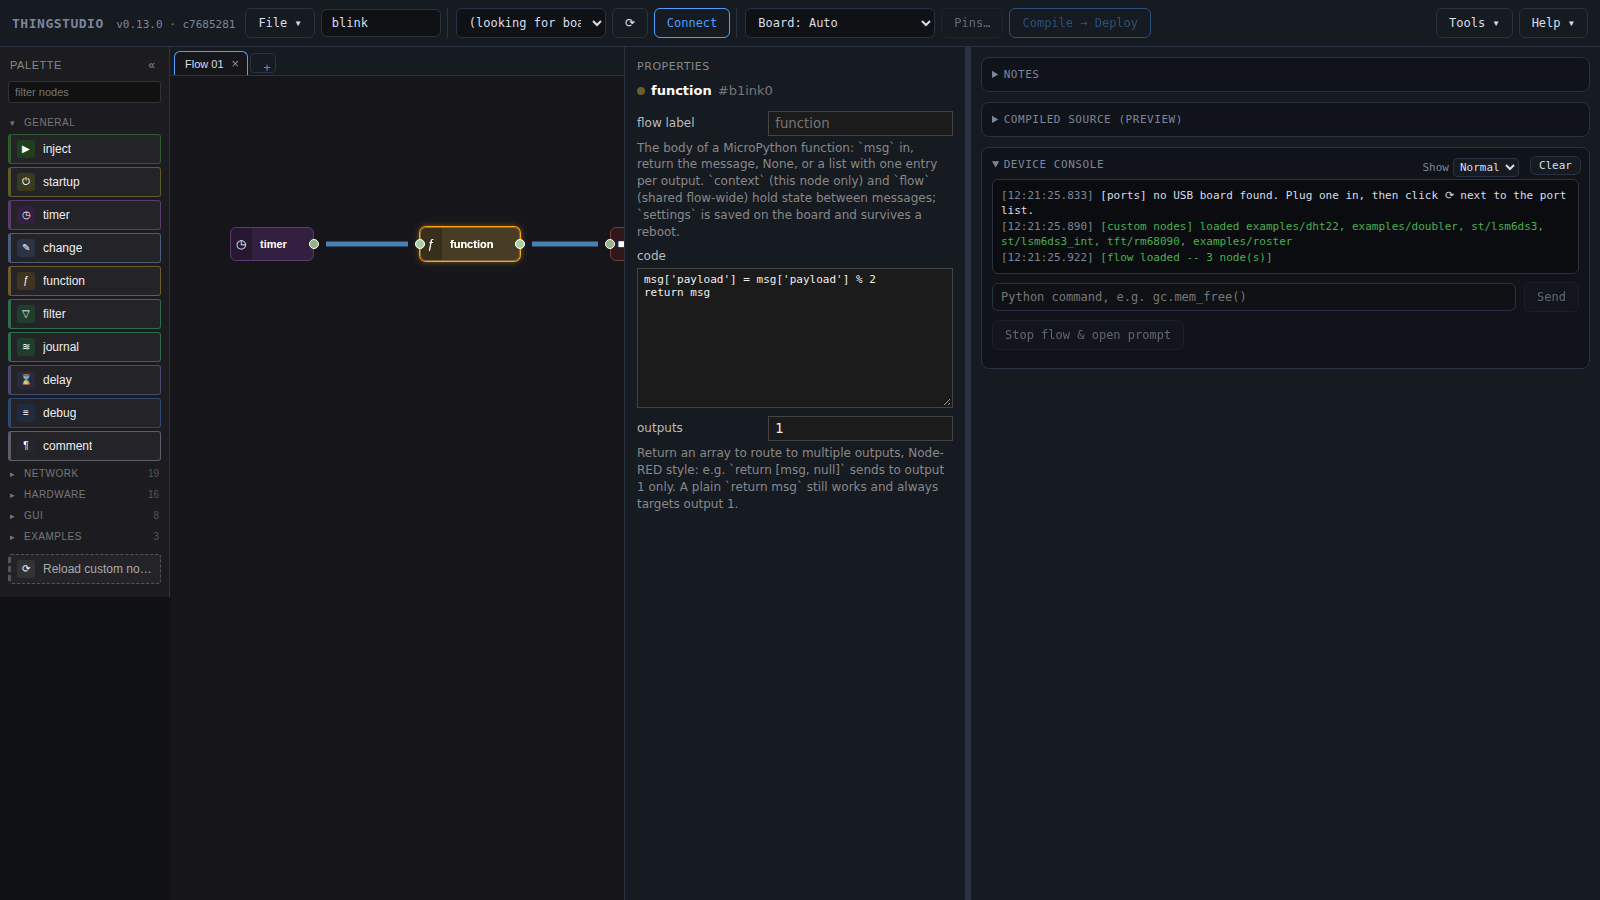 THINGSTUDIO v0.13.0 · c7685281 File ▾ blink (looking for boa ⟳ Connect Board: Auto Pins… Compile → Deploy Tools ▾ Help ▾
PALETTE «
filter nodes
▾ GENERAL
inject
startup
timer
change
function
filter
journal
delay
debug
comment
▸ NETWORK 19
▸ HARDWARE 16
▸ GUI 8
▸ EXAMPLES 3
⟳ Reload custom no…
Flow 01 × +
timer
ƒ function
PROPERTIES
function #b1ink0
flow label function
The body of a MicroPython function: `msg` in,
return the message, None, or a list with one entry
per output. `context` (this node only) and `flow`
(shared flow-wide) hold state between messages;
`settings` is saved on the board and survives a
reboot.
code
msg['payload'] = msg['payload'] % 2
return msg
outputs 1
Return an array to route to multiple outputs, Node-
RED style: e.g. `return [msg, null]` sends to output
1 only. A plain `return msg` still works and always
targets output 1.
▶ NOTES
▶ COMPILED SOURCE (PREVIEW)
▼ DEVICE CONSOLE Show Normal Clear
[12:21:25.833] [ports] no USB board found. Plug one in, then click ⟳ next to the port
list.
[12:21:25.890] [custom nodes] loaded examples/dht22, examples/doubler, st/lsm6ds3,
st/lsm6ds3_int, tft/rm68090, examples/roster
[12:21:25.922] [flow loaded -- 3 node(s)]
Python command, e.g. gc.mem_free() Send
Stop flow & open prompt